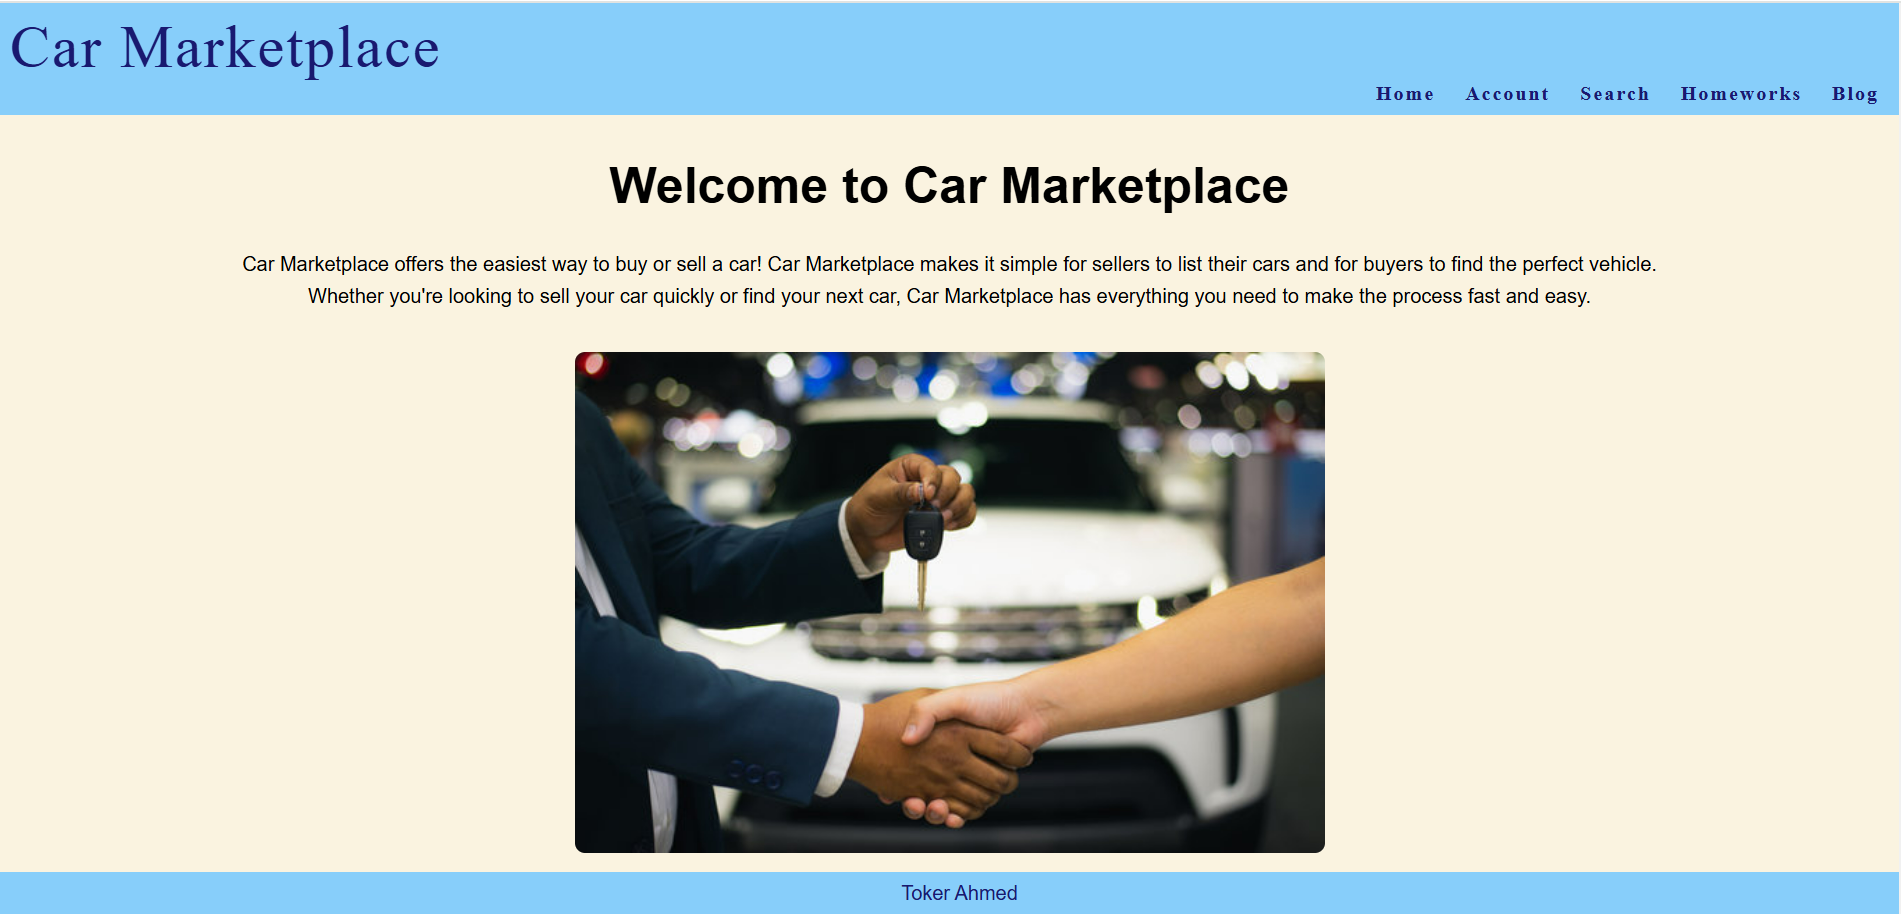 Car Marketplace
Home Account Search Homeworks Blog
Welcome to Car Marketplace
Car Marketplace offers the easiest way to buy or sell a car! Car Marketplace makes it simple for sellers to list their cars and for buyers to find the perfect vehicle.
Whether you're looking to sell your car quickly or find your next car, Car Marketplace has everything you need to make the process fast and easy.
Toker Ahmed